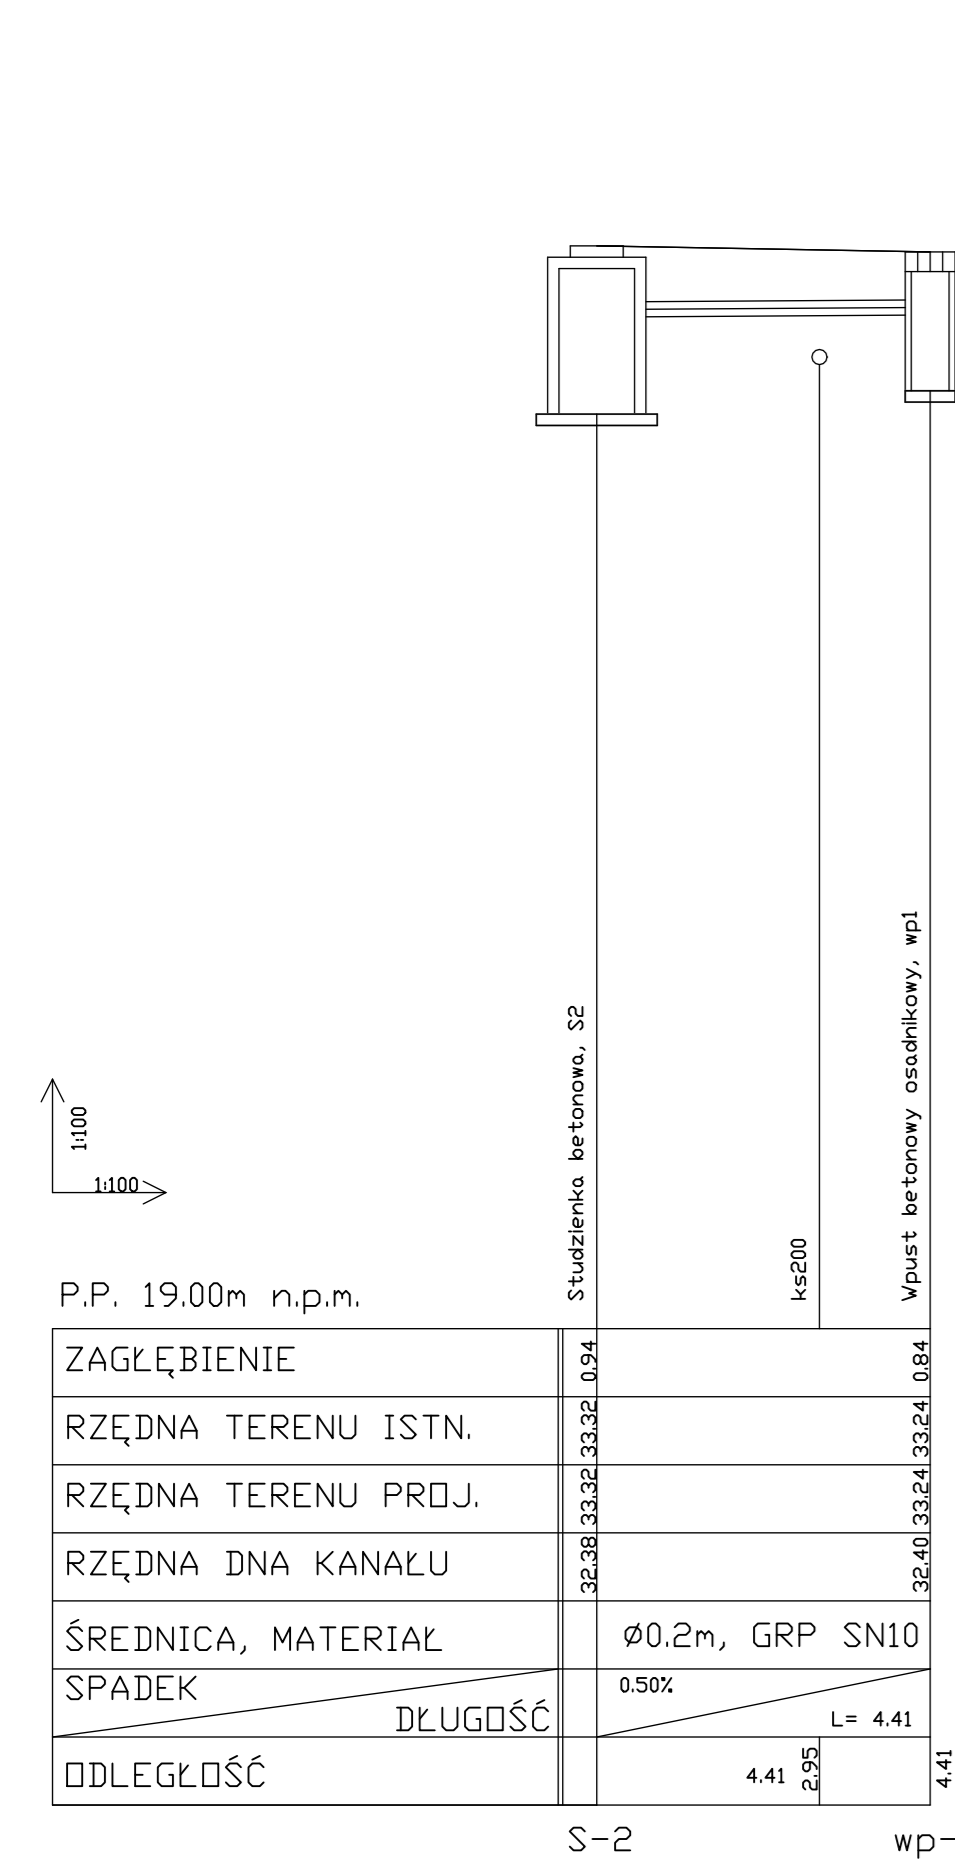 Studzienka betonowa, S2
ks200
Wpust betonowy osadnikowy, wp1
1:100
1:100
P.P. 19.00m n.p.m.
ZAGŁĘBIENIE 0.94 0.84
RZĘDNA TERENU ISTN. 33.32 33.24
RZĘDNA TERENU PROJ. 33.32 33.24
RZĘDNA DNA KANAŁU 32.38 32.40
ŚREDNICA, MATERIAŁ Ø0.2m, GRP SN10
SPADEK 0.50%
DŁUGOŚĆ L= 4.41
ODLEGŁOŚĆ 4.41 2.95 4.41
S-2 wp-